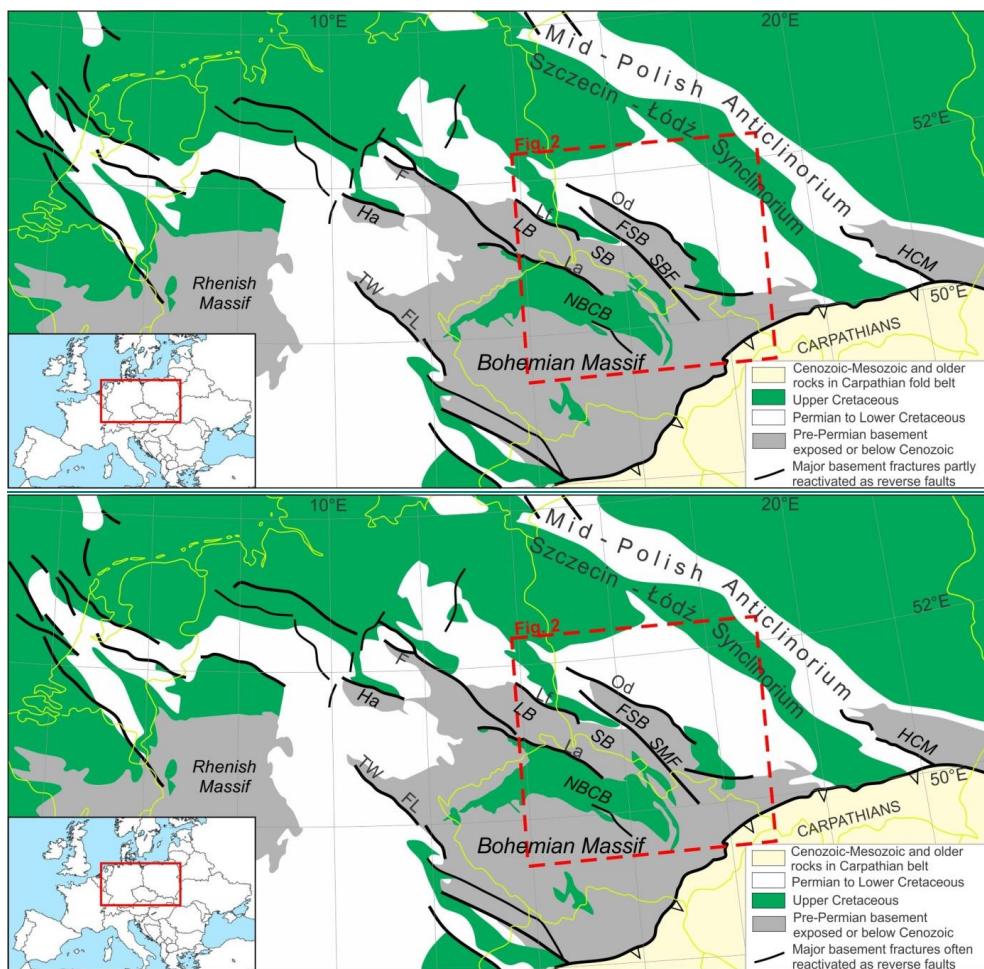 10°E
20°E
Mid - Polish Anticlinorium
Szczecin - Łódź Synclinorium
52°E
Fig. 2
F
Ha
Lf
LB
Od
FSB
SB
SBF
La
HCM
Rhenish
Massif
TW
FL
NBCB
50°E
Bohemian Massif
CARPATHIANS
Cenozoic-Mesozoic and older
rocks in Carpathian fold belt
Upper Cretaceous
Permian to Lower Cretaceous
Pre-Permian basement
exposed or below Cenozoic
Major basement fractures partly
reactivated as reverse faults
10°E
20°E
Mid - Polish Anticlinorium
Szczecin - Łódź Synclinorium
52°E
Fig. 2
F
Ha
Lf
LB
Od
FSB
SB
SMF
La
HCM
Rhenish
Massif
TW
FL
NBCB
50°E
Bohemian Massif
CARPATHIANS
Cenozoic-Mesozoic and older
rocks in Carpathian belt
Permian to Lower Cretaceous
Upper Cretaceous
Pre-Permian basement
exposed or below Cenozoic
Major basement fractures often
reactivated as reverse faults